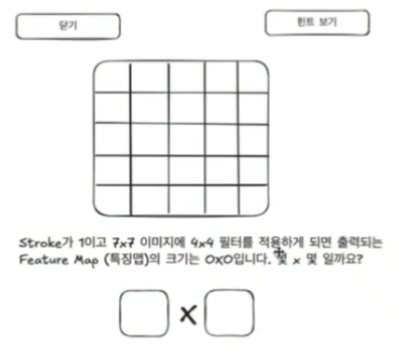 닫기
힌트 보기
Stroke가 1이고 7x7 이미지에 4x4 필터를 적용하게 되면 출력되는
Feature Map (특징맵)의 크기는 OXO입니다. 몇 x 몇 일까요?
X